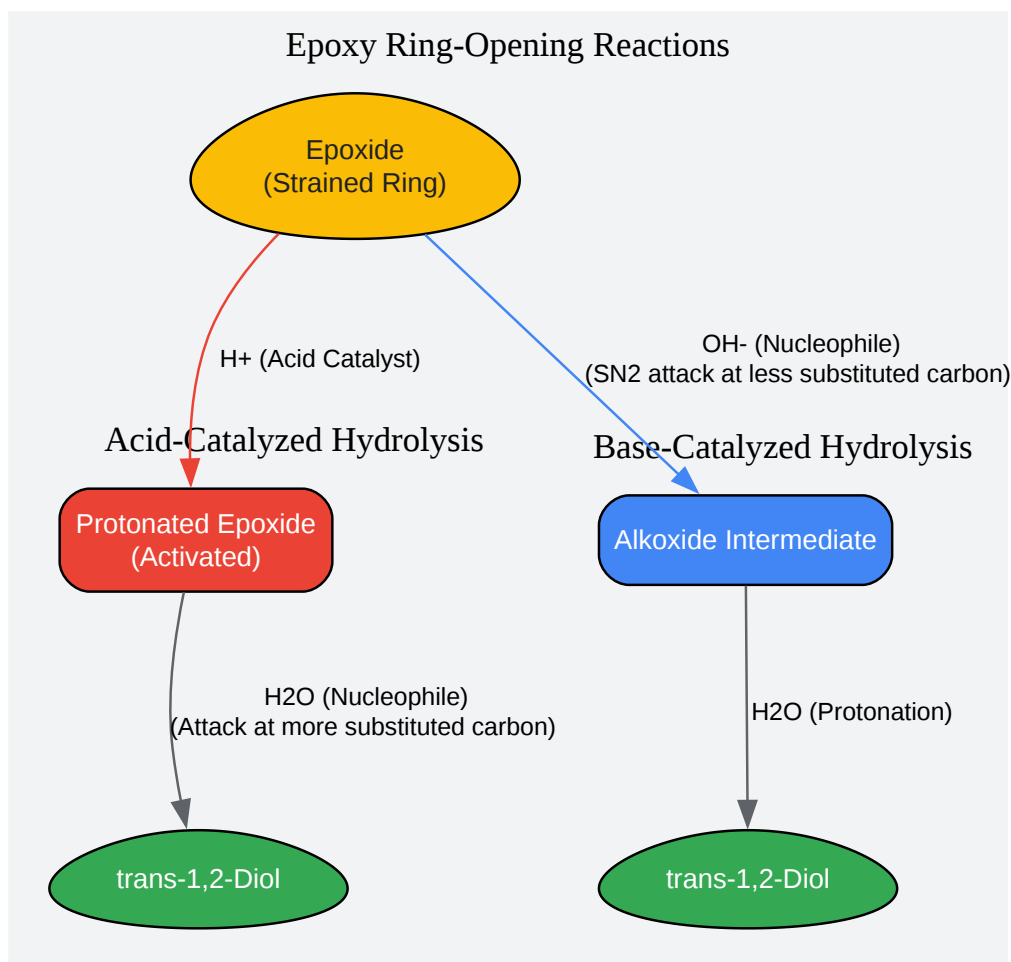 Epoxy Ring-Opening Reactions
Epoxide
(Strained Ring)
H+ (Acid Catalyst)
OH- (Nucleophile)
(SN2 attack at less substituted carbon)
Acid-Catalyzed Hydrolysis
Base-Catalyzed Hydrolysis
Protonated Epoxide
(Activated)
Alkoxide Intermediate
H2O (Nucleophile)
(Attack at more substituted carbon)
H2O (Protonation)
trans-1,2-Diol
trans-1,2-Diol